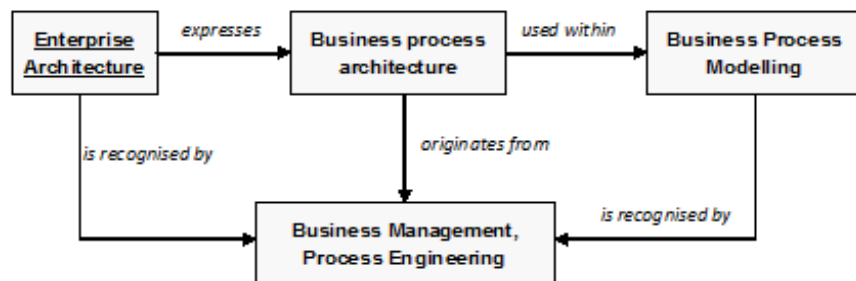 Enterprise
Architecture
expresses
Business process
architecture
used within
Business Process
Modelling
is recognised by
originates from
is recognised by
Business Management,
Process Engineering